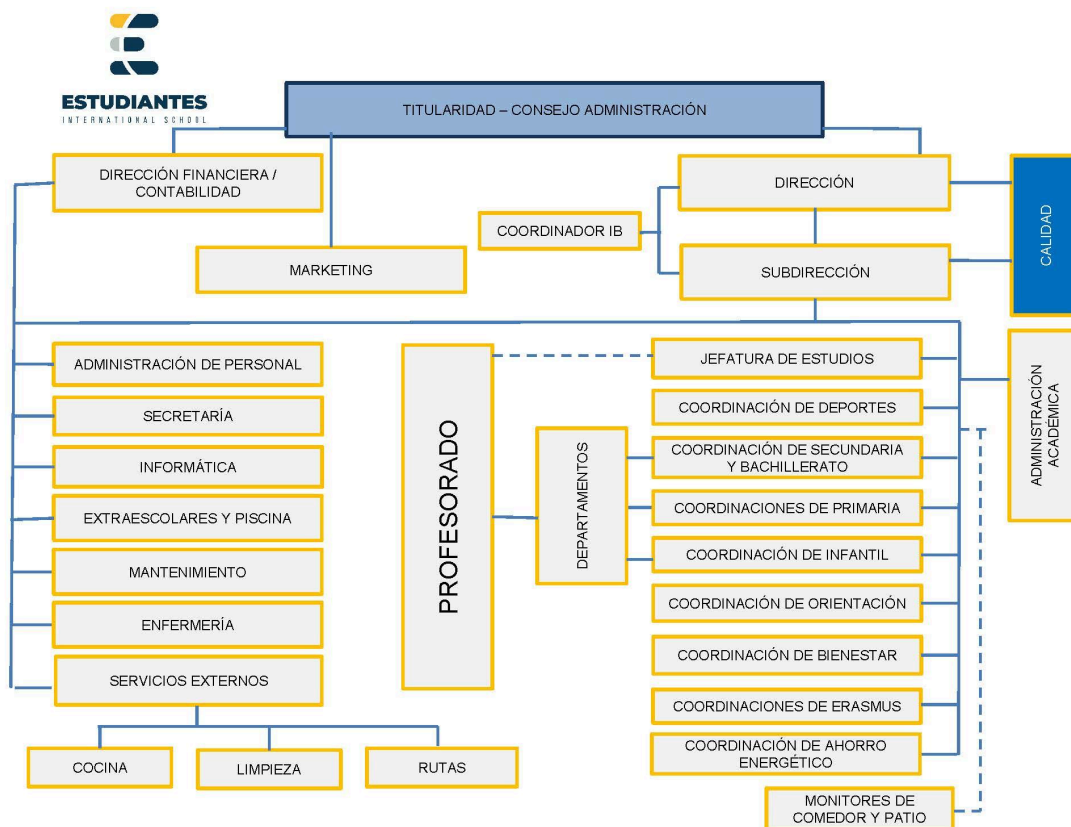 ESTUDIANTES
INTERNATIONAL SCHOOL
TITULARIDAD – CONSEJO ADMINISTRACIÓN
DIRECCIÓN FINANCIERA /
CONTABILIDAD
DIRECCIÓN
CALIDAD
COORDINADOR IB
MARKETING
SUBDIRECCIÓN
ADMINISTRACIÓN DE PERSONAL
SECRETARÍA
INFORMÁTICA
EXTRAESCOLARES Y PISCINA
MANTENIMIENTO
ENFERMERÍA
SERVICIOS EXTERNOS
COCINA
LIMPIEZA
RUTAS
PROFESORADO
DEPARTAMENTOS
JEFATURA DE ESTUDIOS
COORDINACIÓN DE DEPORTES
COORDINACIÓN DE SECUNDARIA
Y BACHILLERATO
COORDINACIONES DE PRIMARIA
COORDINACIÓN DE INFANTIL
COORDINACIÓN DE ORIENTACIÓN
COORDINACIÓN DE BIENESTAR
COORDINACIONES DE ERASMUS
COORDINACIÓN DE AHORRO
ENERGÉTICO
MONITORES DE
COMEDOR Y PATIO
ADMINISTRACIÓN
ACADÉMICA